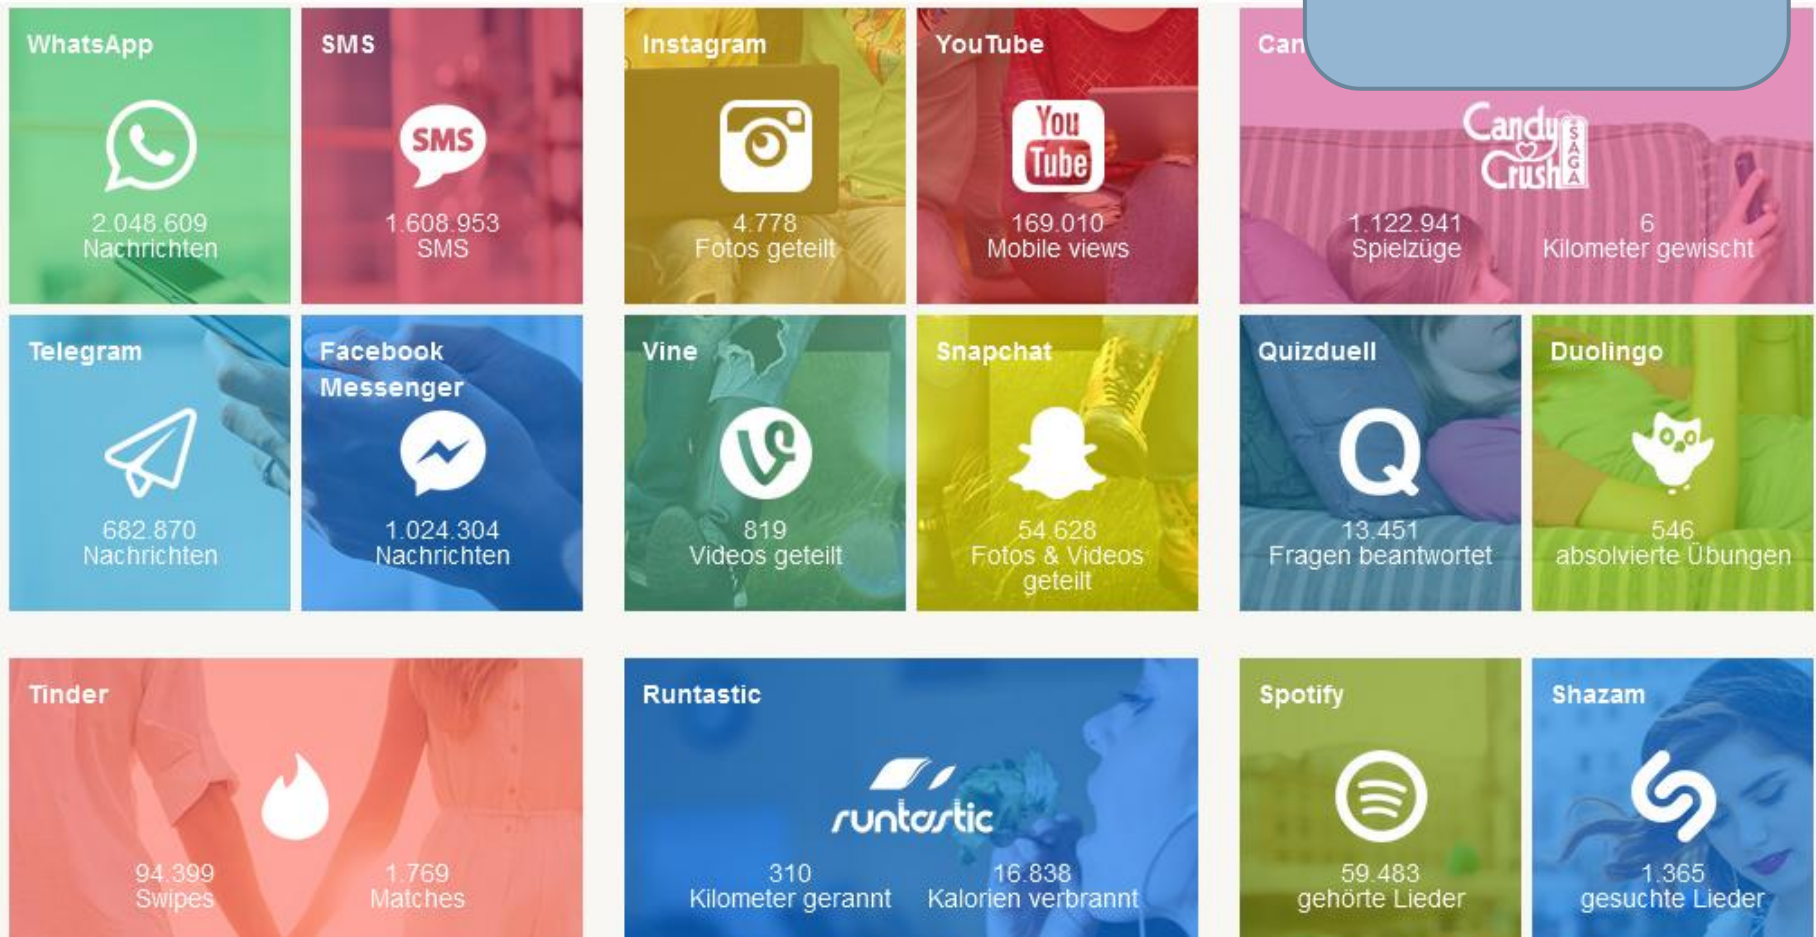 WhatsApp
2.048.609
Nachrichten
SMS
SMS
1.608.953
SMS
Instagram
4.778
Fotos geteilt
YouTube
You
Tube
169.010
Mobile views
Can
Candy
Crush
SAGA
1.122.941
Spielzüge
6
Kilometer gewischt
Telegram
682.870
Nachrichten
Facebook
Messenger
1.024.304
Nachrichten
Vine
819
Videos geteilt
Snapchat
54.628
Fotos & Videos
geteilt
Quizduell
Q
13.451
Fragen beantwortet
Duolingo
546
absolvierte Übungen
Tinder
94.399
Swipes
1.769
Matches
Runtastic
runtastic
310
Kilometer gerannt
16.838
Kalorien verbrannt
Spotify
59.483
gehörte Lieder
Shazam
1.365
gesuchte Lieder